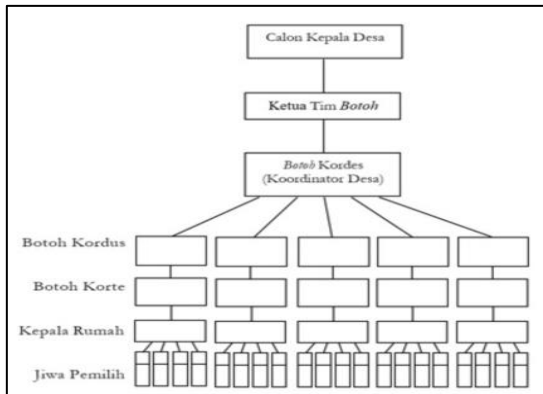 Calon Kepala Desa
Ketua Tim Botoh
Botoh Kordes
(Koordinator Desa)
Botoh Kordus
Botoh Korte
Kepala Rumah
Jiwa Pemilih